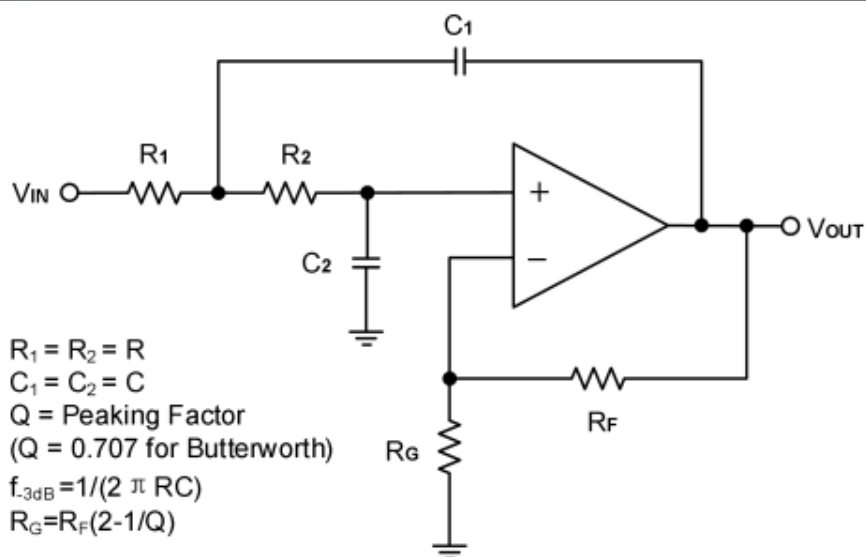 C1
R1
R2
VIN
+
VOUT
C2
−
R1 = R2 = R
C1 = C2 = C
Q = Peaking Factor
(Q = 0.707 for Butterworth)
f-3dB =1/(2 π RC)
RG=RF(2-1/Q)
RF
RG